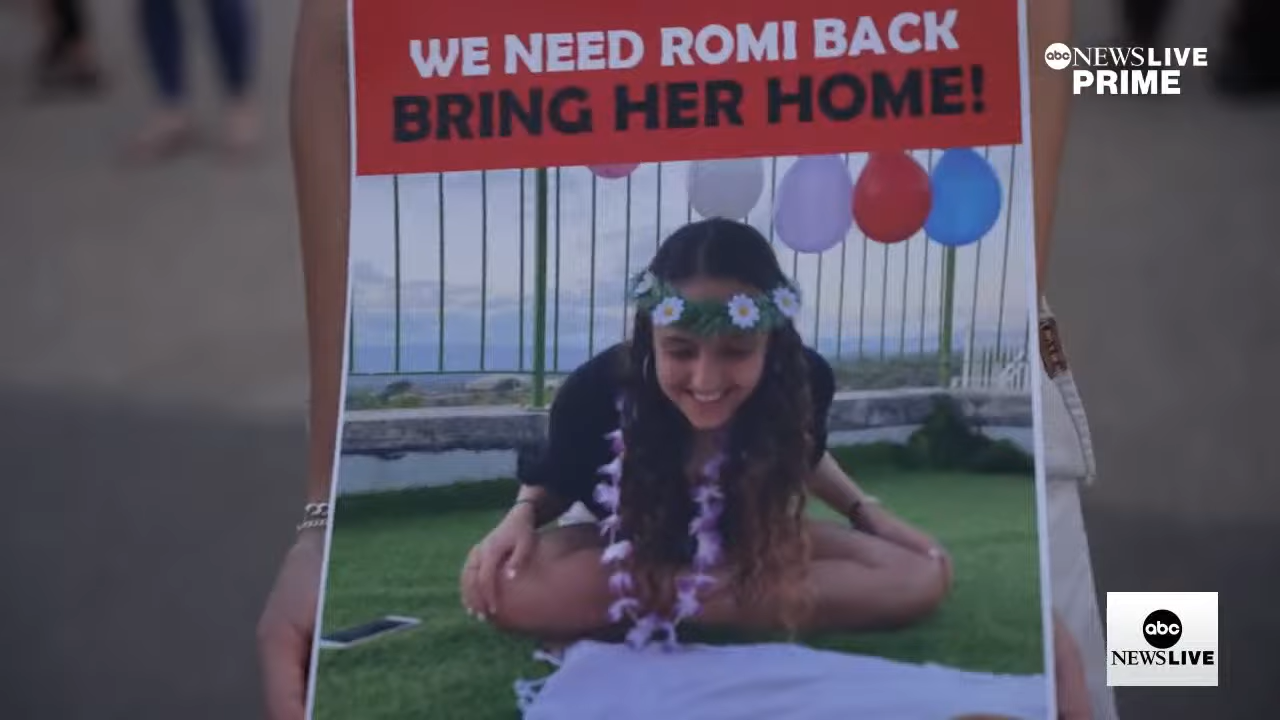 WE NEED ROMI BACK
BRING HER HOME!
abc NEWS LIVE
PRIME
abc
NEWS LIVE